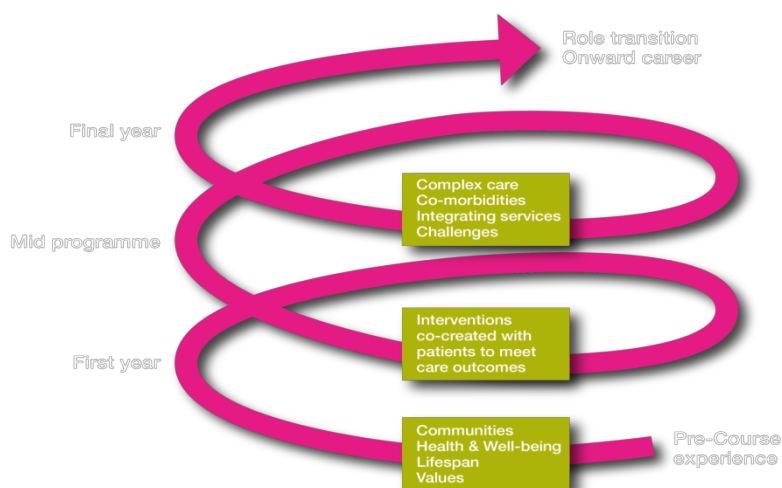 Role transition
Onward career
Final year
Complex care
Co-morbidities
Integrating services
Challenges
Mid programme
Interventions
co-created with
patients to meet
care outcomes
First year
Communities
Health & Well-being
Lifespan
Values
Pre-Course
experience